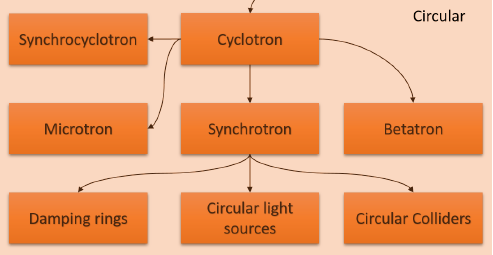 Circular
Synchrocyclotron
Cyclotron
Microtron
Synchrotron
Betatron
Damping rings
Circular light
sources
Circular Colliders